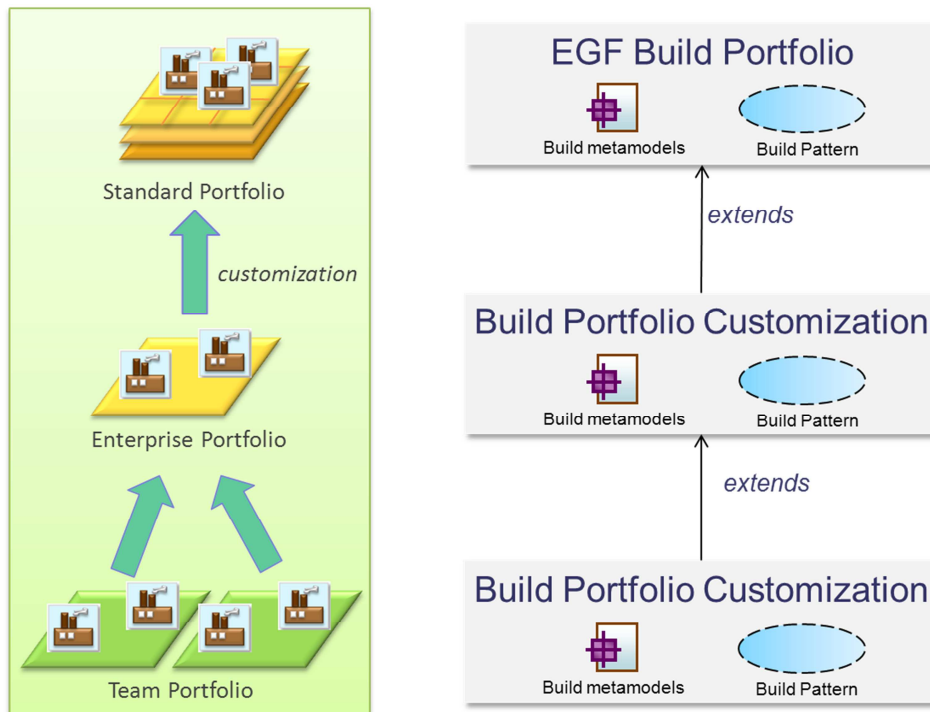 Standard Portfolio
customization
Enterprise Portfolio
Team Portfolio
EGF Build Portfolio
Build metamodels
Build Pattern
extends
Build Portfolio Customization
Build metamodels
Build Pattern
extends
Build Portfolio Customization
Build metamodels
Build Pattern